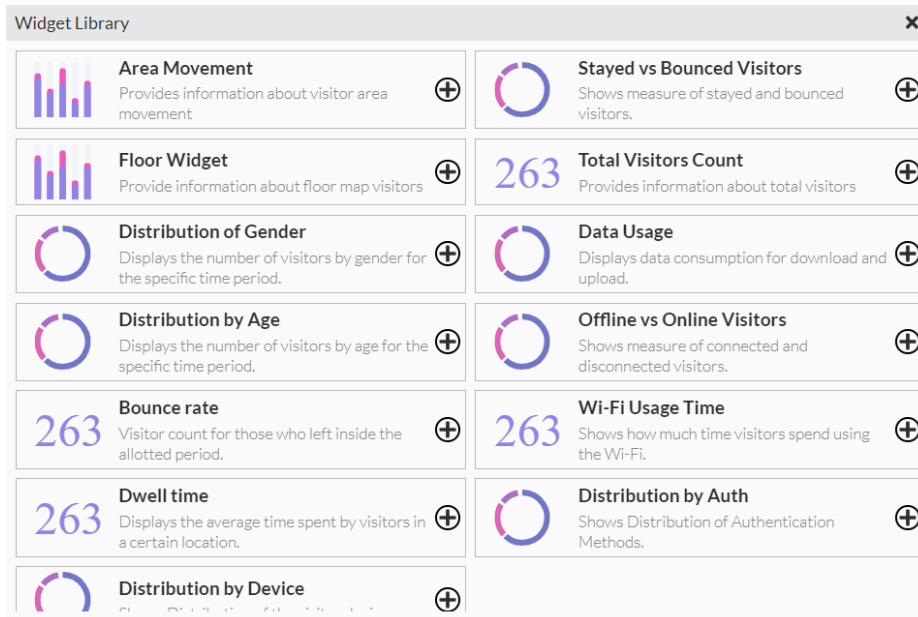 Widget Library
Area Movement
Provides information about visitor area
movement
Stayed vs Bounced Visitors
Shows measure of stayed and bounced
visitors.
Floor Widget
Provide information about floor map visitors
263
Total Visitors Count
Provides information about total visitors
Distribution of Gender
Displays the number of visitors by gender for
the specific time period.
Data Usage
Displays data consumption for download and
upload.
Distribution by Age
Displays the number of visitors by age for the
specific time period.
Offline vs Online Visitors
Shows measure of connected and
disconnected visitors.
263
Bounce rate
Visitor count for those who left inside the
allotted period.
263
Wi-Fi Usage Time
Shows how much time visitors spend using
the Wi-Fi.
263
Dwell time
Displays the average time spent by visitors in
a certain location.
Distribution by Auth
Shows Distribution of Authentication
Methods.
Distribution by Device